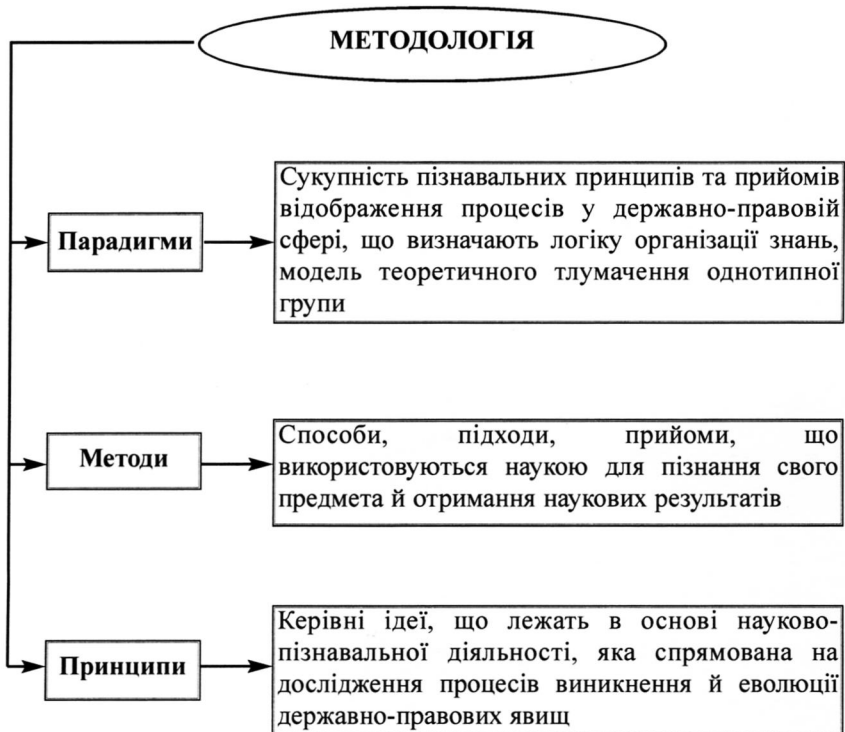 МЕТОДОЛОГІЯ
Парадигми
Сукупність пізнавальних принципів та прийомів
відображення процесів у державно-правовій
сфері, що визначають логіку організації знань,
модель теоретичного тлумачення однотипної
групи
Методи
Способи, підходи, прийоми, що
використовуються наукою для пізнання свого
предмета й отримання наукових результатів
Принципи
Керівні ідеї, що лежать в основі науково-
пізнавальної діяльності, яка спрямована на
дослідження процесів виникнення й еволюції
державно-правових явищ